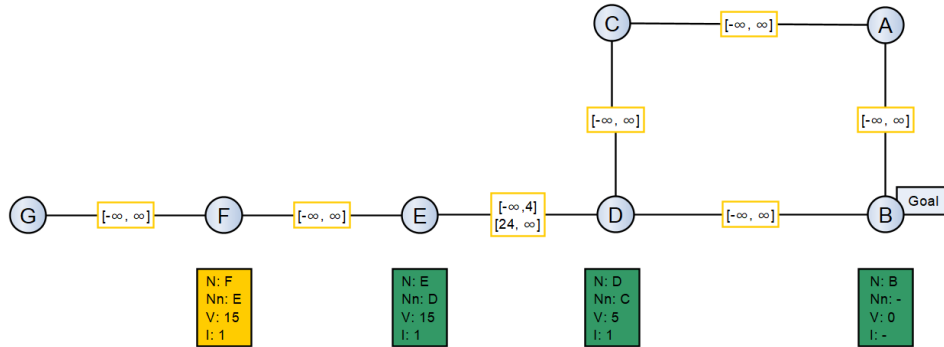 C
[-∞, ∞]
A
[-∞, ∞]
[-∞, ∞]
G
[-∞, ∞]
F
[-∞, ∞]
E
[-∞,4]
[24, ∞]
D
[-∞, ∞]
B
Goal
N: F
Nn: E
V: 15
I: 1
N: E
Nn: D
V: 15
I: 1
N: D
Nn: C
V: 5
I: 1
N: B
Nn: -
V: 0
I: -